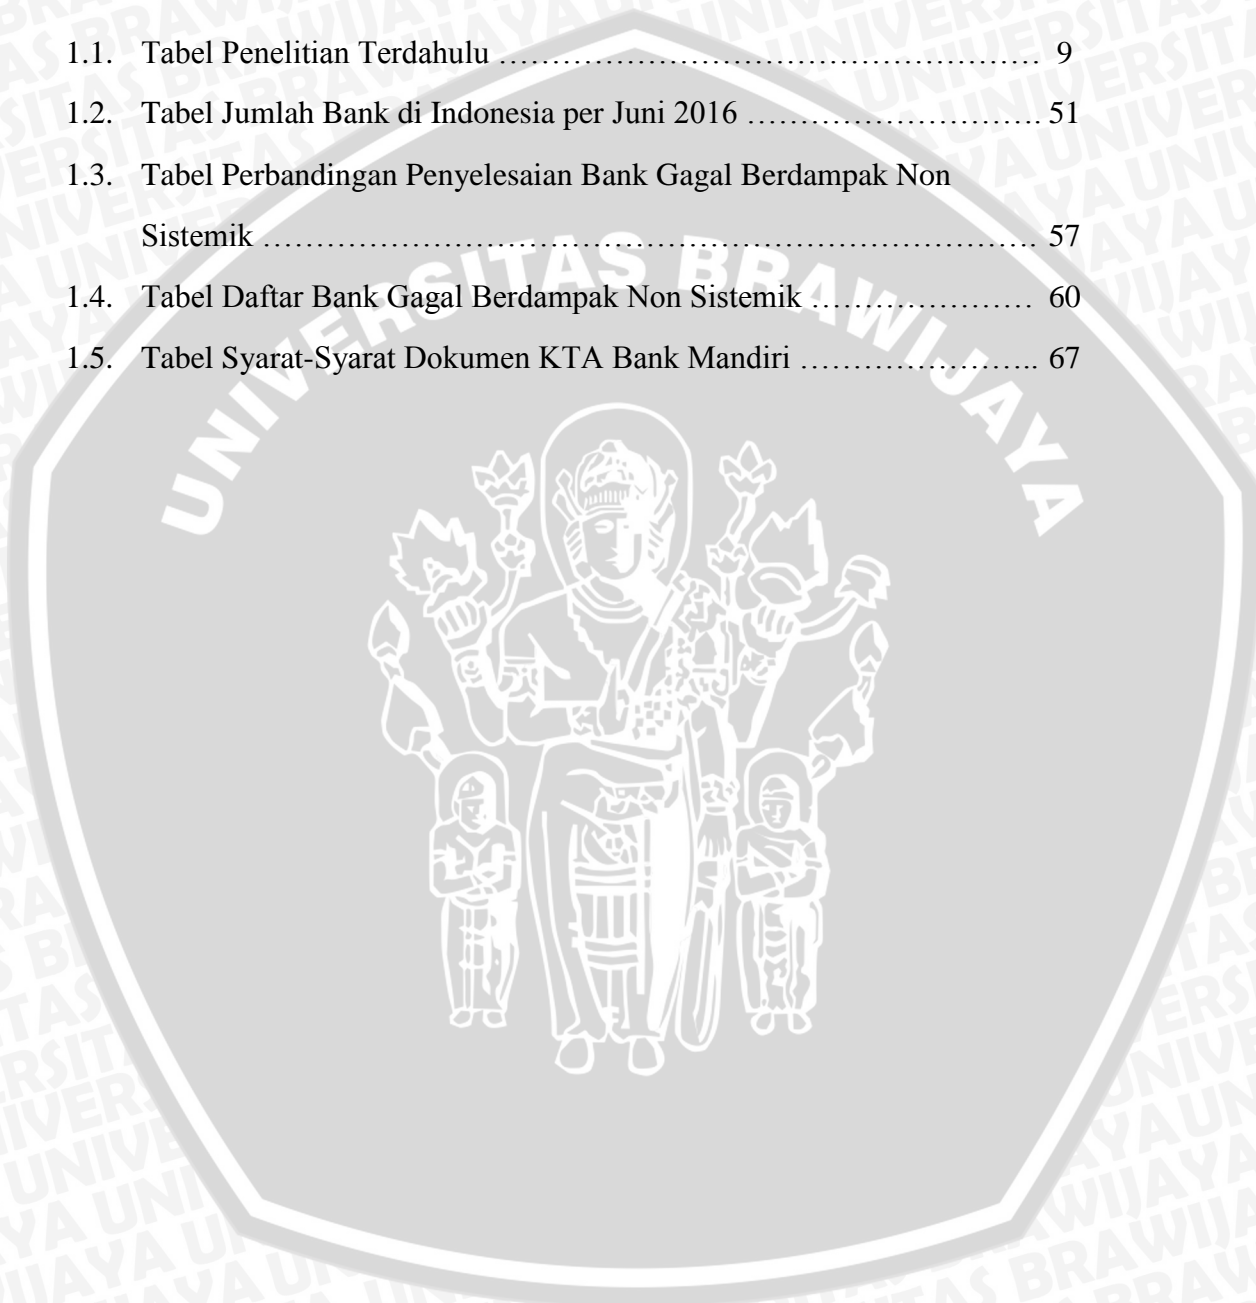 1.1. Tabel Penelitian Terdahulu ……………………………………………. 9
1.2. Tabel Jumlah Bank di Indonesia per Juni 2016 ………………………. 51
1.3. Tabel Perbandingan Penyelesaian Bank Gagal Berdampak Non
Sistemik ………………………………………………………………. 57
1.4. Tabel Daftar Bank Gagal Berdampak Non Sistemik ………………… 60
1.5. Tabel Syarat-Syarat Dokumen KTA Bank Mandiri ………………….. 67
UNIVERSITAS BRAWIJAYA